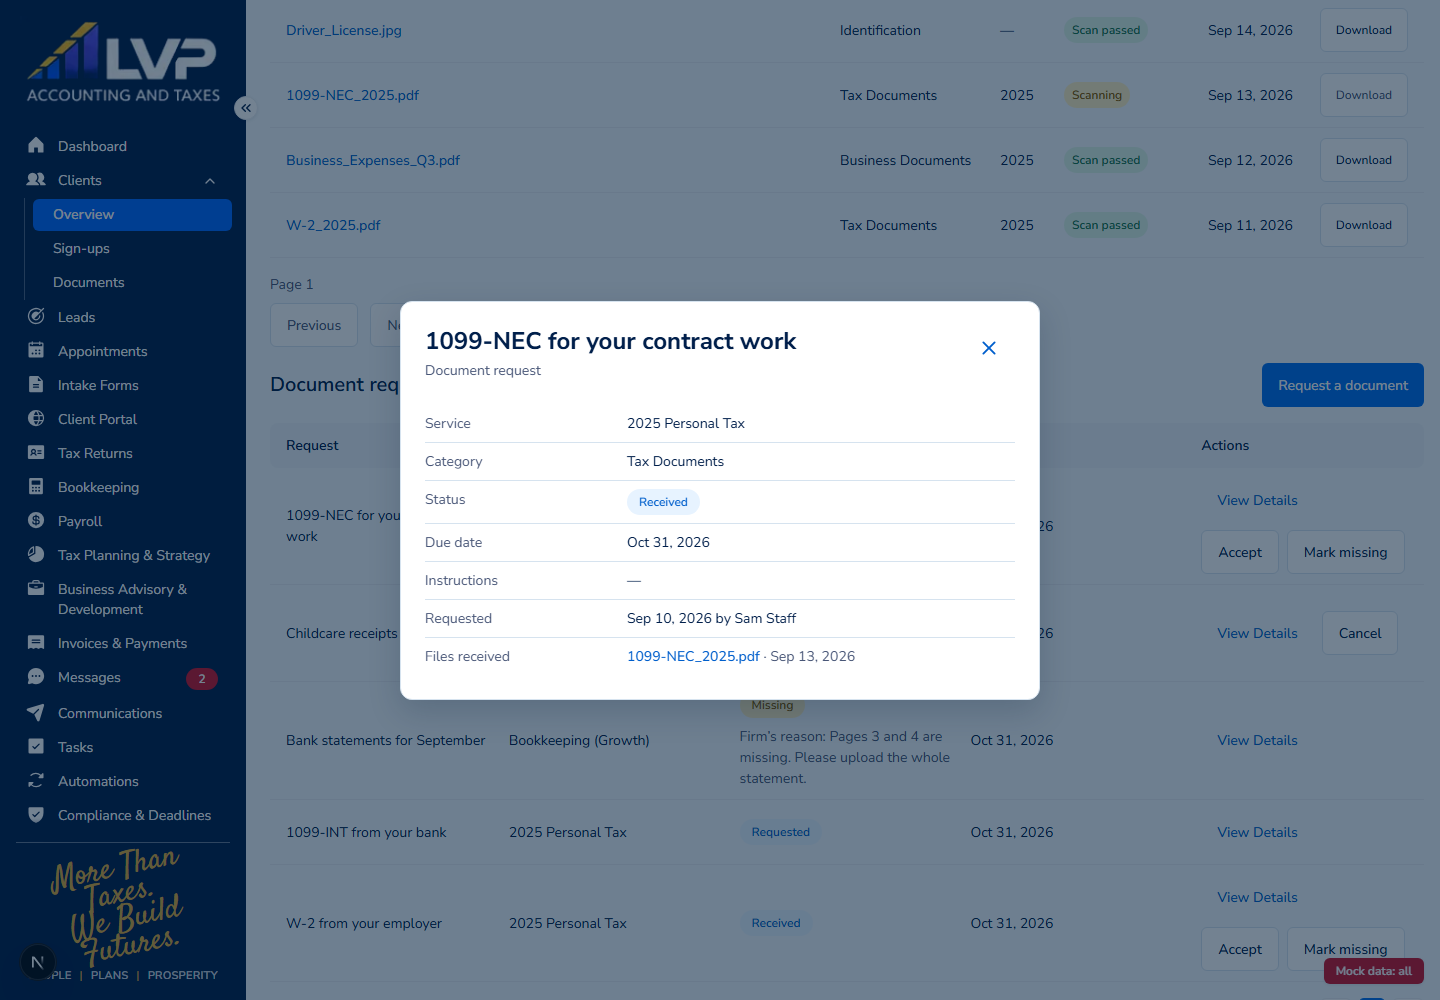 LVP
ACCOUNTING AND TAXES
Dashboard
Clients
Overview
Sign-ups
Documents
Leads
Appointments
Intake Forms
Client Portal
Tax Returns
Bookkeeping
Payroll
Tax Planning & Strategy
Business Advisory &
Development
Invoices & Payments
Messages 2
Communications
Tasks
Automations
Compliance & Deadlines
More Than
Taxes.
We Build
Futures.
N
PLE | PLANS | PROSPERITY
Driver_License.jpg Identification — Scan passed Sep 14, 2026 Download
1099-NEC_2025.pdf Tax Documents 2025 Scanning Sep 13, 2026 Download
Business_Expenses_Q3.pdf Business Documents 2025 Scan passed Sep 12, 2026 Download
W-2_2025.pdf Tax Documents 2025 Scan passed Sep 11, 2026 Download
Page 1
Previous
Document req
Request a document
Request Actions
1099-NEC for you
work
26
View Details
Accept Mark missing
Childcare receipts 26 View Details Cancel
1099-NEC for your contract work
Document request
Service 2025 Personal Tax
Category Tax Documents
Status Received
Due date Oct 31, 2026
Instructions —
Requested Sep 10, 2026 by Sam Staff
Files received 1099-NEC_2025.pdf · Sep 13, 2026
Bank statements for September Bookkeeping (Growth)
Missing
Firm's reason: Pages 3 and 4 are
missing. Please upload the whole
statement.
Oct 31, 2026 View Details
1099-INT from your bank 2025 Personal Tax Requested Oct 31, 2026 View Details
W-2 from your employer 2025 Personal Tax Received Oct 31, 2026
View Details
Accept Mark missing
Mock data: all